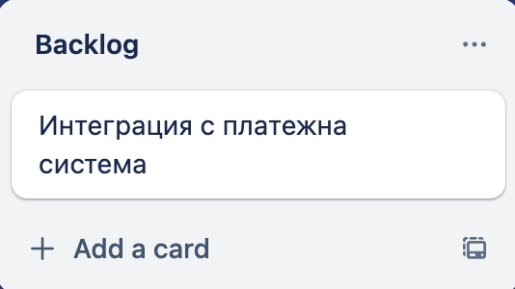 Backlog
Интеграция с платежна
система
Add a card